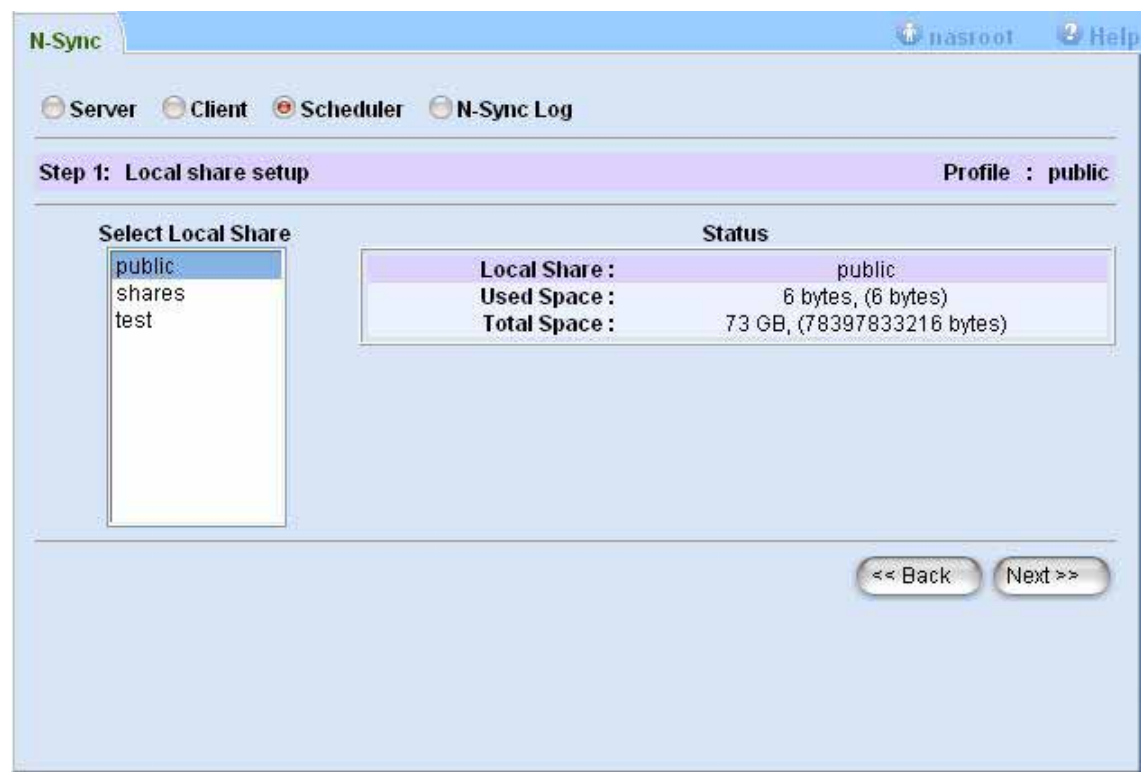 N-Sync
nasroot Help
Server Client Scheduler N-Sync Log
Step 1: Local share setup Profile : public
Select Local Share
public
shares
test
Status
Local Share : public
Used Space : 6 bytes, (6 bytes)
Total Space : 73 GB, (78397833216 bytes)
<< Back Next >>